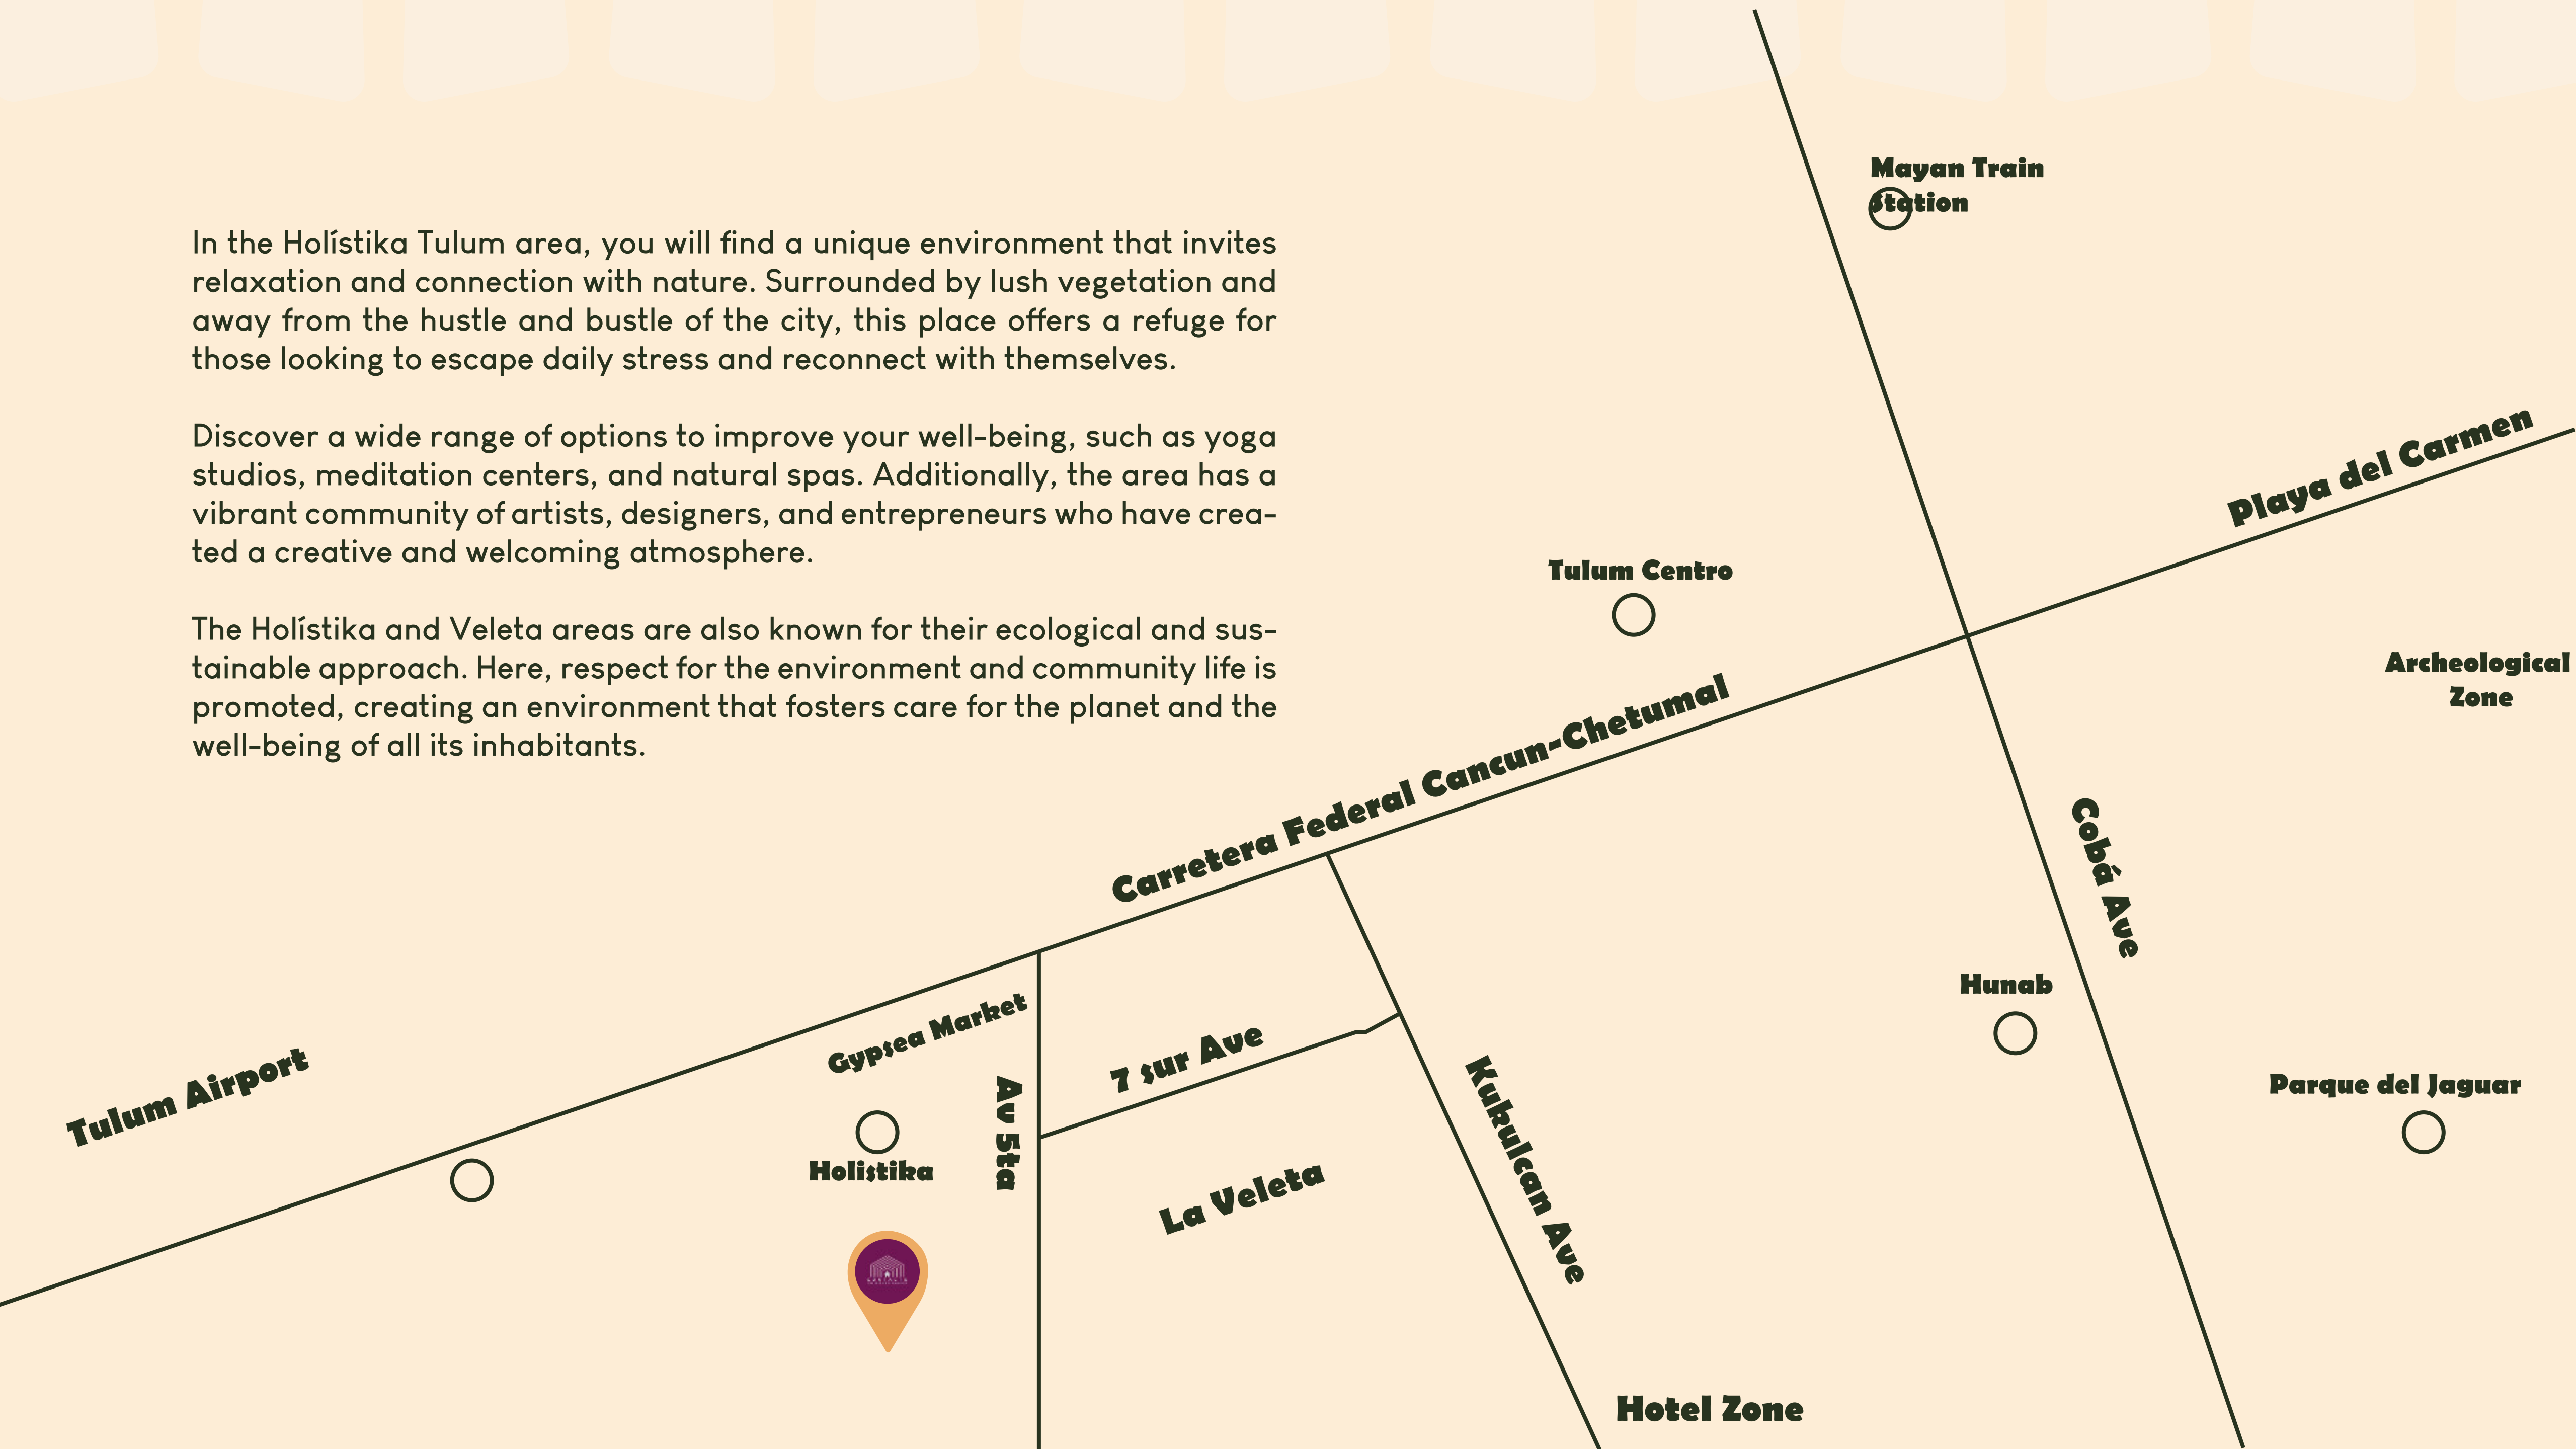 In the Holístika Tulum area, you will find a unique environment that invites
relaxation and connection with nature. Surrounded by lush vegetation and
away from the hustle and bustle of the city, this place offers a refuge for
those looking to escape daily stress and reconnect with themselves.
Discover a wide range of options to improve your well-being, such as yoga
studios, meditation centers, and natural spas. Additionally, the area has a
vibrant community of artists, designers, and entrepreneurs who have crea-
ted a creative and welcoming atmosphere.
The Holístika and Veleta areas are also known for their ecological and sus-
tainable approach. Here, respect for the environment and community life is
promoted, creating an environment that fosters care for the planet and the
well-being of all its inhabitants.
Mayan Train
Station
Playa del Carmen
Tulum Centro
Archeological
Zone
Carretera Federal Cancun-Chetumal
Cobá Ave
Hunab
Gypsea Market
7 sur Ave
Tulum Airport
Av 5ta
Kukulcan Ave
Parque del Jaguar
Holistika
La Veleta
Hotel Zone